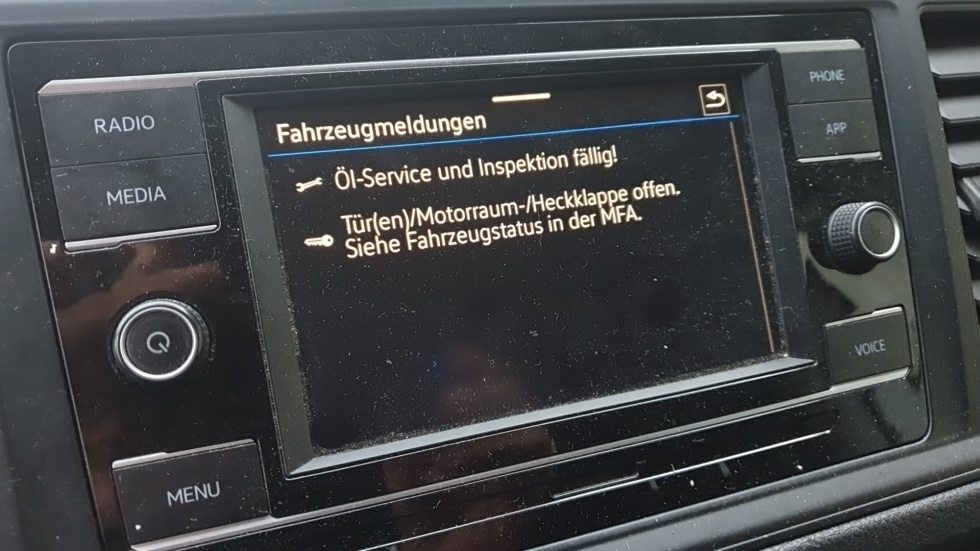 RADIO
MEDIA
MENU
Fahrzeugmeldungen
Öl-Service und Inspektion fällig!
Tür(en)/Motorraum-/Heckklappe offen.
Siehe Fahrzeugstatus in der MFA.
PHONE
APP
VOICE